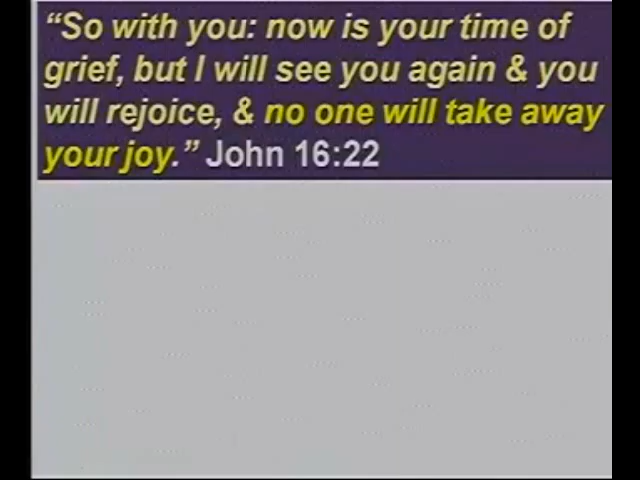 “So with you: now is your time of
grief, but I will see you again & you
will rejoice, & no one will take away
your joy.” John 16:22